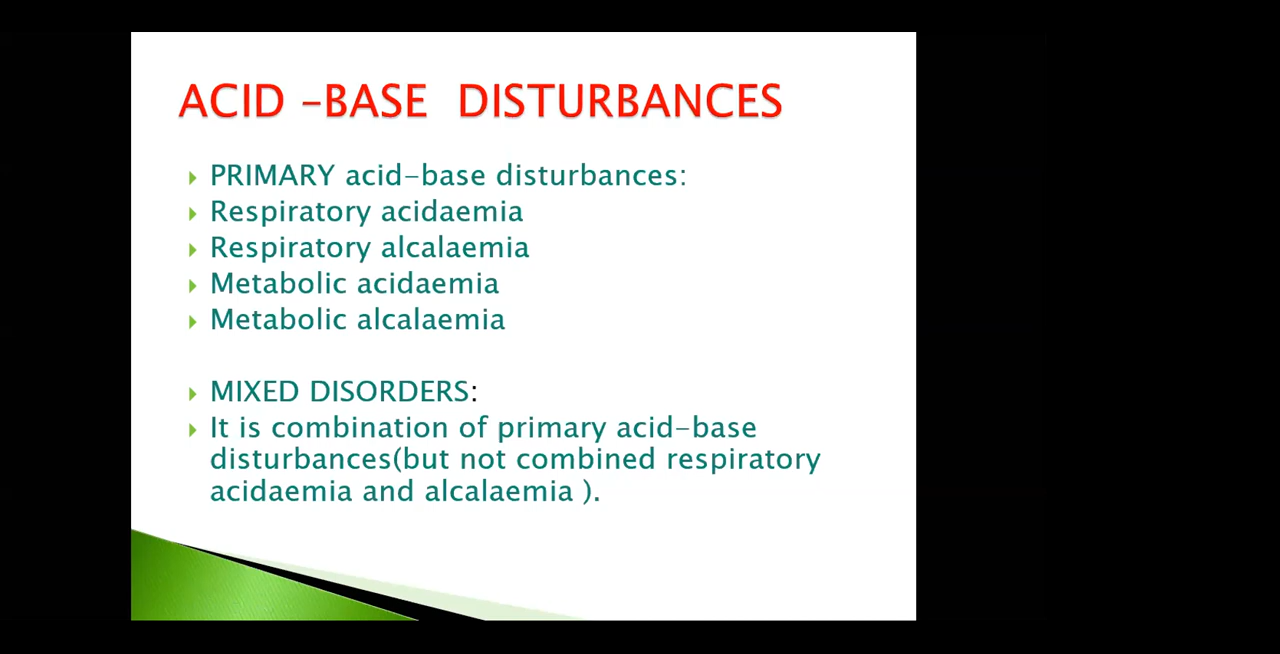 ACID –BASE DISTURBANCES
PRIMARY acid-base disturbances:
Respiratory acidaemia
Respiratory alcalaemia
Metabolic acidaemia
Metabolic alcalaemia
MIXED DISORDERS:
It is combination of primary acid-base
disturbances(but not combined respiratory
acidaemia and alcalaemia ).